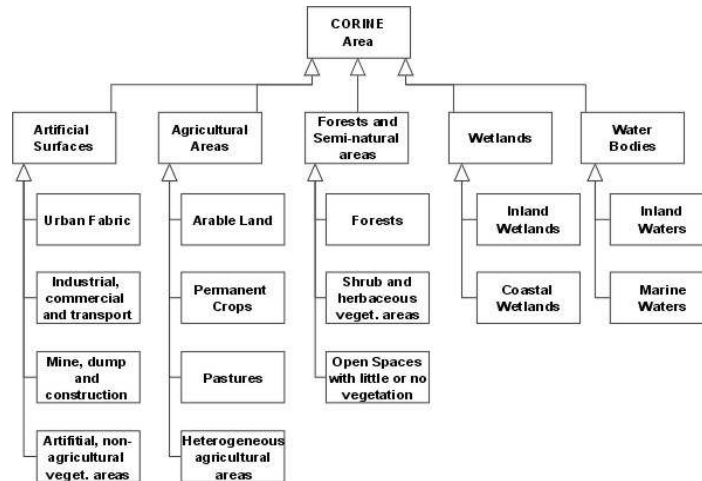 CORINE
Area
Artificial
Surfaces
Agricultural
Areas
Forests and
Semi-natural
areas
Wetlands
Water
Bodies
Urban Fabric
Arable Land
Forests
Inland
Wetlands
Inland
Waters
Industrial,
commercial
and transport
Permanent
Crops
Shrub and
herbaceous
veget. areas
Coastal
Wetlands
Marine
Waters
Mine, dump
and
construction
Pastures
Open Spaces
with little or no
vegetation
Artifitial, non-
agricultural
veget. areas
Heterogeneous
agricultural
areas